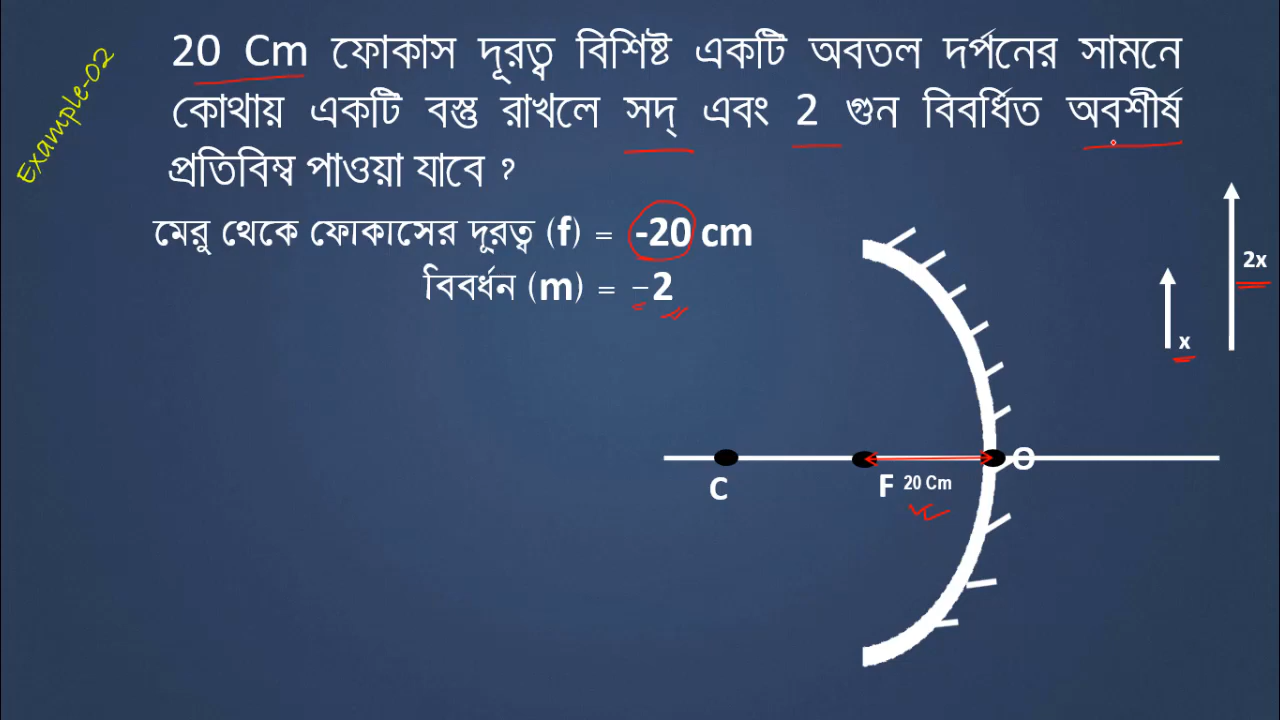 Example-02
20 Cm ফোকাস দূরত্ব বিশিষ্ট একটি অবতল দর্পনের সামনে
কোথায় একটি বস্তু রাখলে সদ্ এবং 2 গুন বিবর্ধিত অবশীর্ষ
প্রতিবিম্ব পাওয়া যাবে ?
মেরু থেকে ফোকাসের দূরত্ব (f) = -20 cm
বিবর্ধন (m) = -2
2x
x
C
F
20 Cm
O